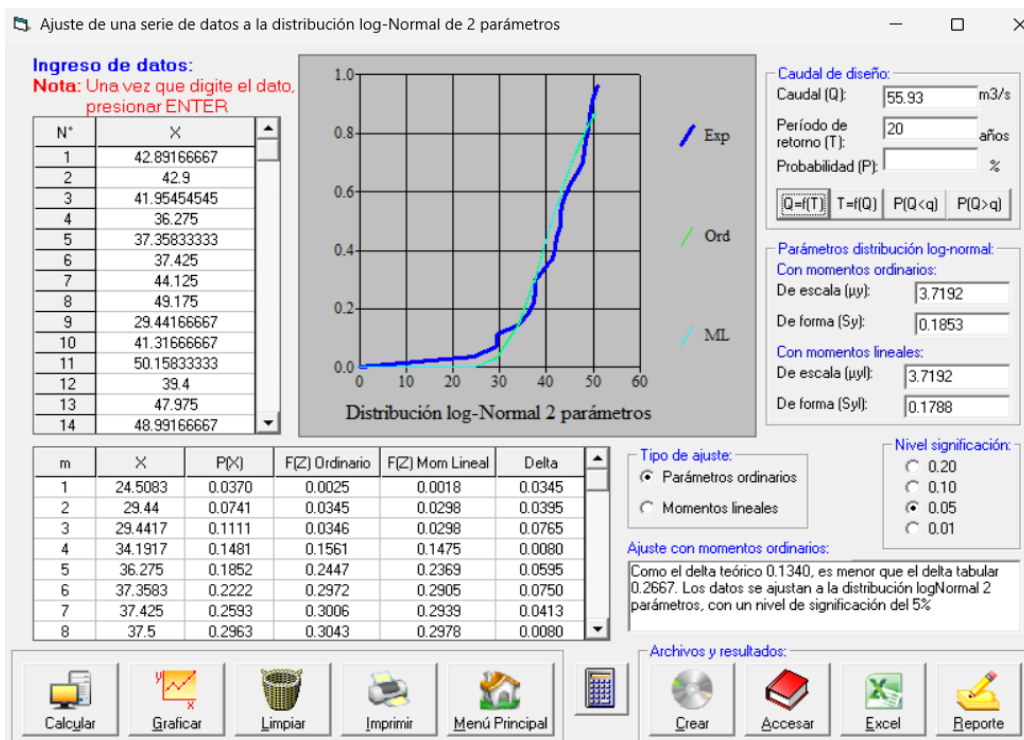 Ajuste de una serie de datos a la distribución log-Normal de 2 parámetros
Ingreso de datos:
Nota: Una vez que digite el dato,
presionar ENTER
N° X
1 42.89166667
2 42.9
3 41.95454545
4 36.275
5 37.35833333
6 37.425
7 44.125
8 49.175
9 29.44166667
10 41.31666667
11 50.15833333
12 39.4
13 47.975
14 48.99166667
1.0
0.8
0.6
0.4
0.2
0.0
0 10 20 30 40 50 60
Exp
Ord
ML
Distribución log-Normal 2 parámetros
Caudal de diseño:
Caudal (Q): 55.93 m3/s
Período de
retorno (T): 20 años
Probabilidad (P): %
Q=f(T) T=f(Q) P(Q<q) P(Q>q)
Parámetros distribución log-normal:
Con momentos ordinarios:
De escala (μy): 3.7192
De forma (Sy): 0.1853
Con momentos lineales:
De escala (μyl): 3.7192
De forma (Syl): 0.1788
m X P(X) F(Z) Ordinario F(Z) Mom Lineal Delta
1 24.5083 0.0370 0.0025 0.0018 0.0345
2 29.44 0.0741 0.0345 0.0298 0.0395
3 29.4417 0.1111 0.0346 0.0298 0.0765
4 34.1917 0.1481 0.1561 0.1475 0.0080
5 36.275 0.1852 0.2447 0.2369 0.0595
6 37.3583 0.2222 0.2972 0.2905 0.0750
7 37.425 0.2593 0.3006 0.2939 0.0413
8 37.5 0.2963 0.3043 0.2978 0.0080
Tipo de ajuste:
Parámetros ordinarios
Momentos lineales
Nivel significación:
0.20
0.10
0.05
0.01
Ajuste con momentos ordinarios:
Como el delta teórico 0.1340, es menor que el delta tabular
0.2667. Los datos se ajustan a la distribución logNormal 2
parámetros, con un nivel de significación del 5%
Calcular
Graficar
Limpiar
Imprimir
Menú Principal
Archivos y resultados:
Crear
Accesar
Excel
Reporte